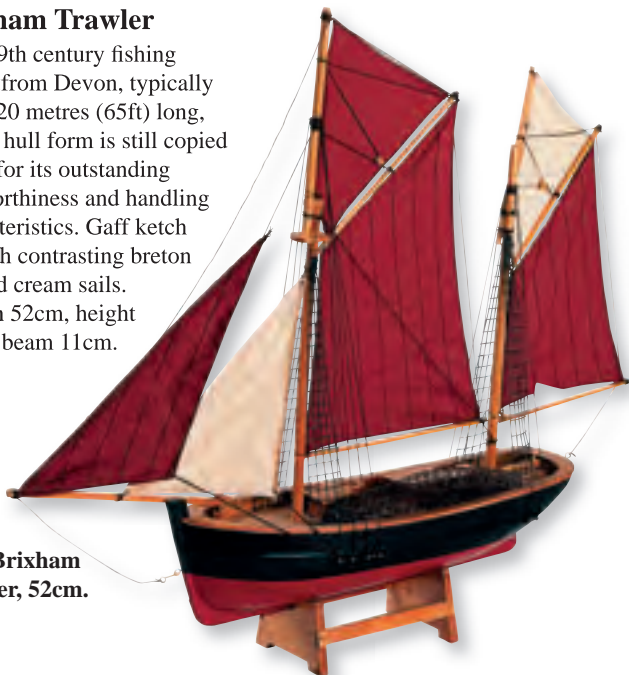 ham Trawler
9th century fishing
from Devon, typically
20 metres (65ft) long,
hull form is still copied
for its outstanding
orthiness and handling
teristics. Gaff ketch
h contrasting breton
d cream sails.
n 52cm, height
beam 11cm.
Brixham
er, 52cm.